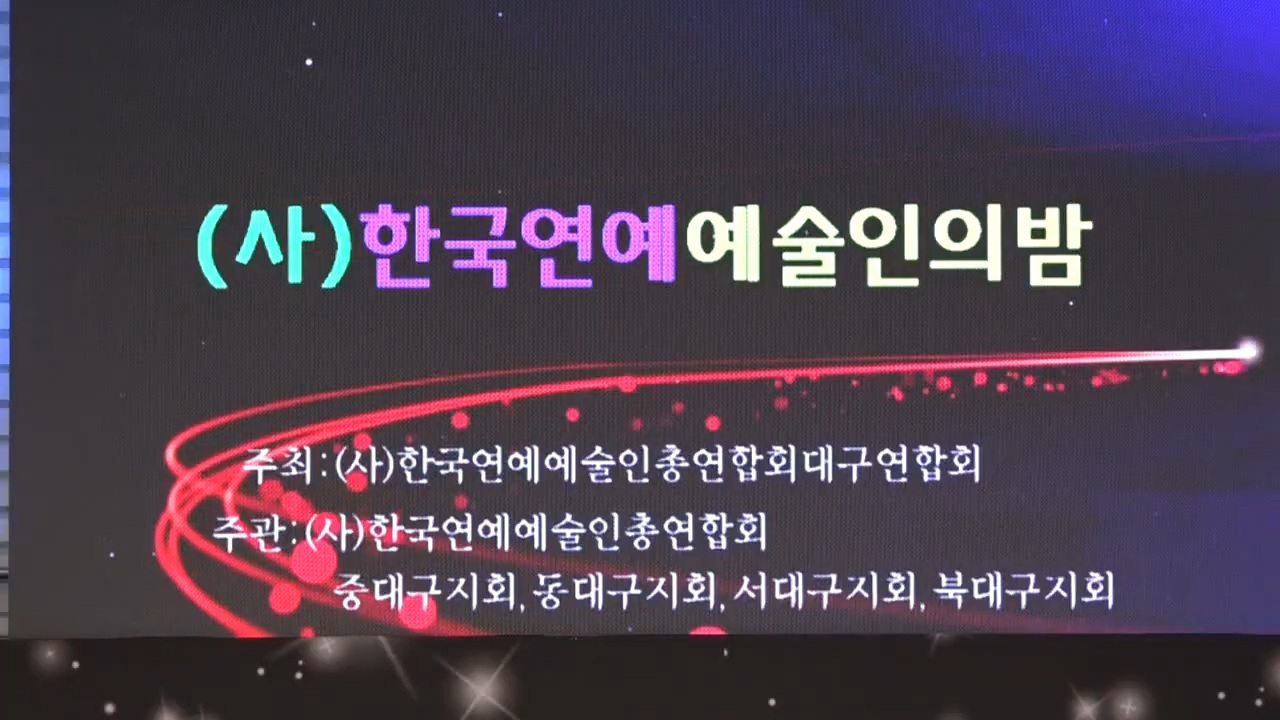 (사)한국연예예술인의밤
주최:(사)한국연예예술인총연합회대구연합회
주관:(사)한국연예예술인총연합회
중대구지회, 동대구지회, 서대구지회, 북대구지회